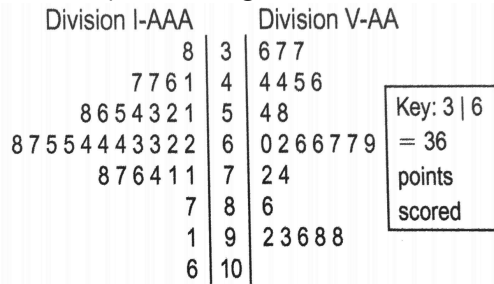 Division I-AAA Division V-AA
8 3 6 7 7
7 7 6 1 4 4 4 5 6
8 6 5 4 3 2 1 5 4 8
8 7 5 5 4 4 4 3 3 2 2 6 0 2 6 6 7 7 9
8 7 6 4 1 1 7 2 4
7 8 6
1 9 2 3 6 8 8
6 10
Key: 3 | 6
= 36
points
scored